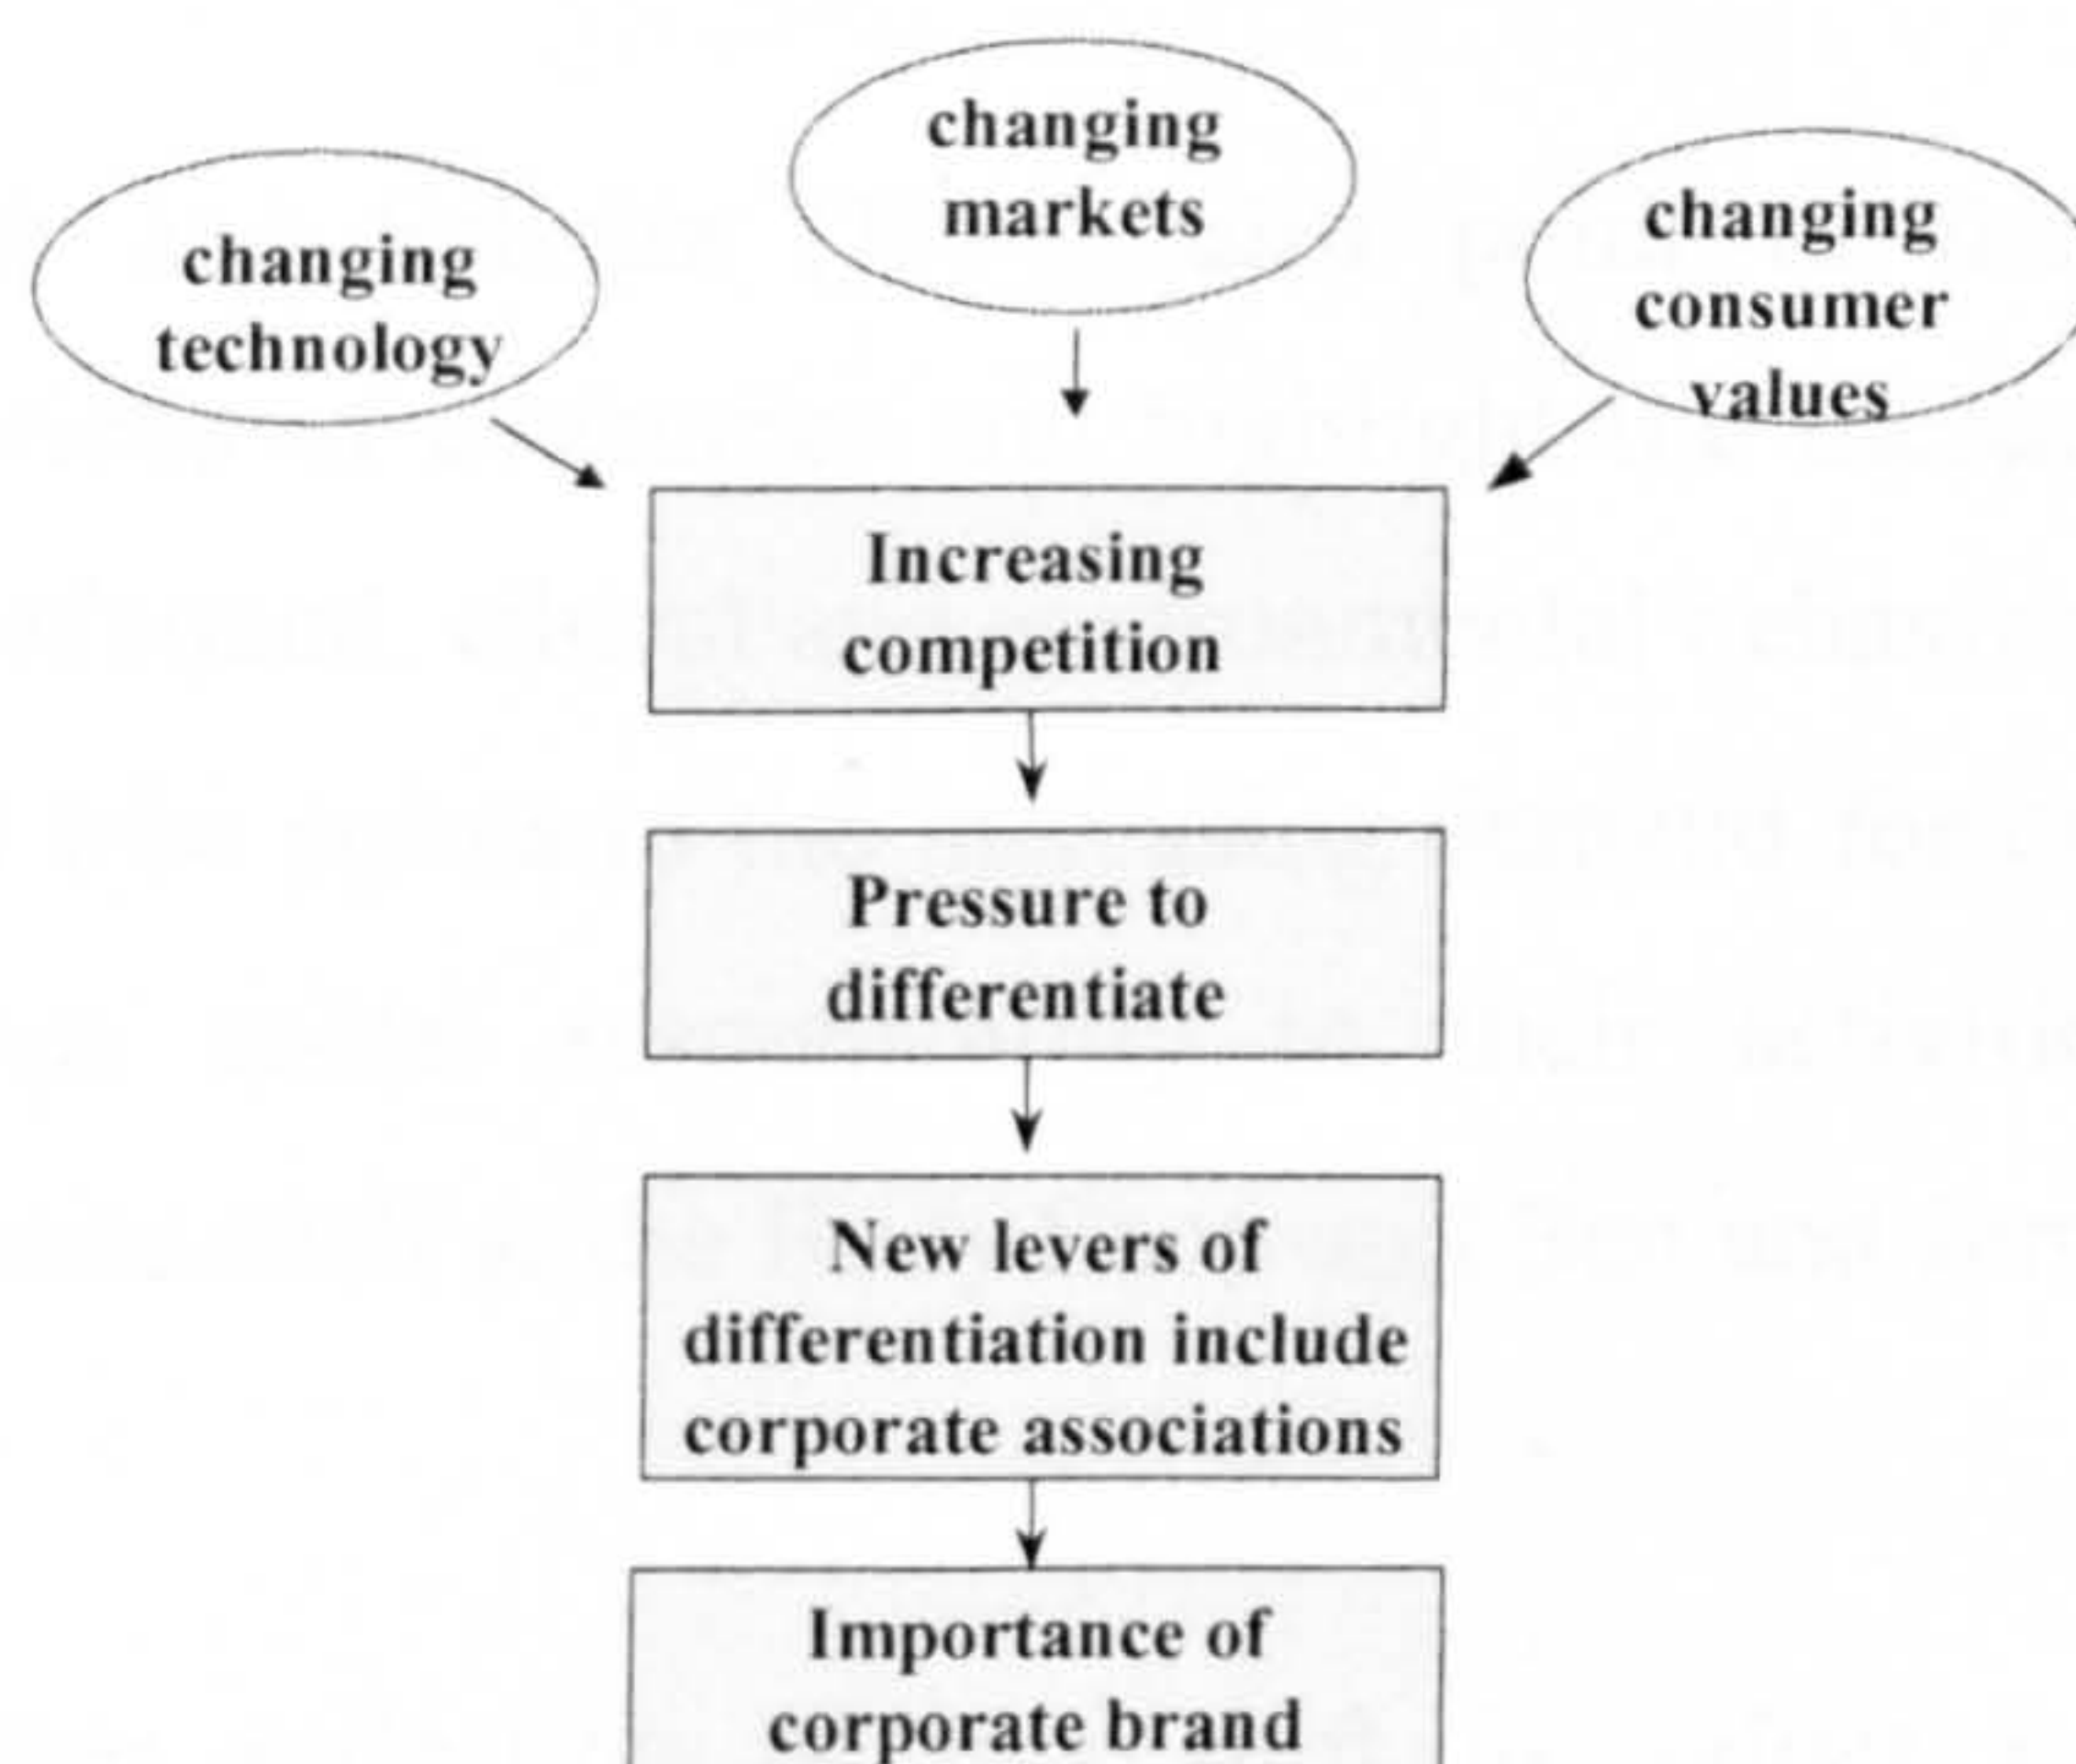 changing
markets
changing
technology
changing
consumer
values
Increasing
competition
Pressure to
differentiate
New levers of
differentiation include
corporate associations
Importance of
corporate brand